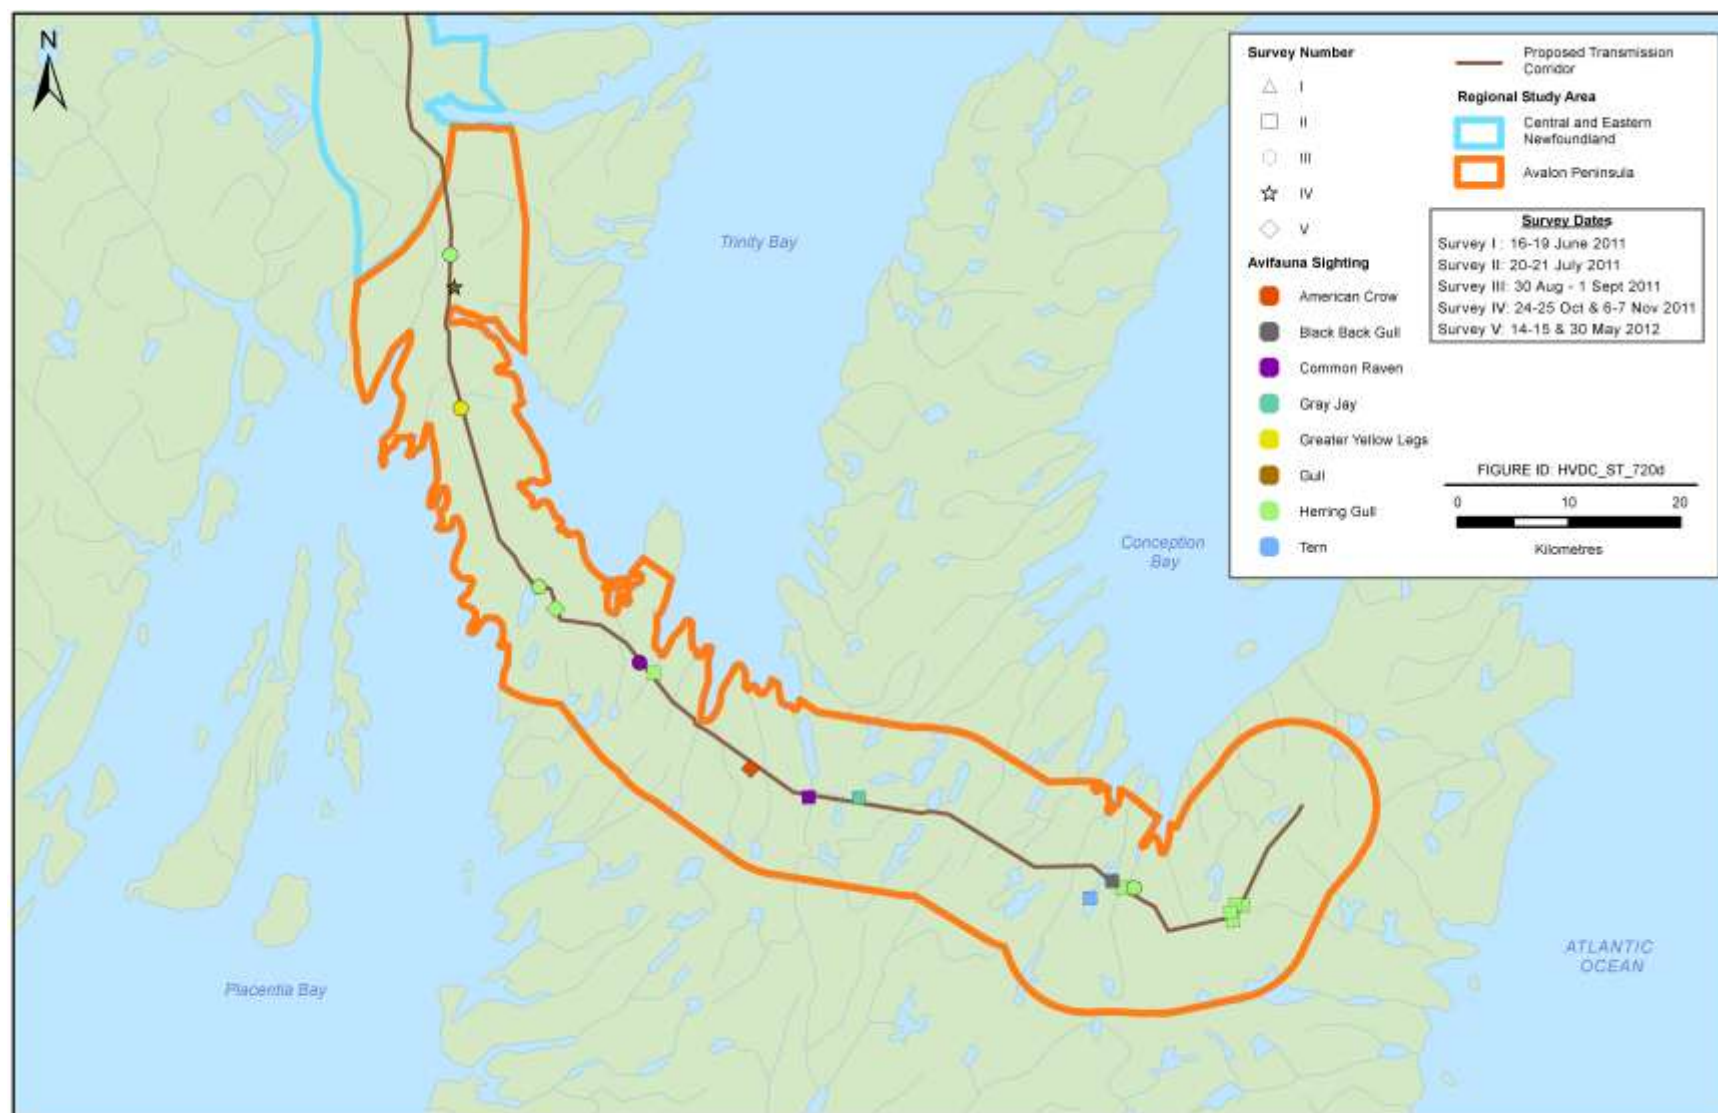 N
Trinity Bay
Conception
Bay
Placentia Bay
ATLANTIC
OCEAN
Survey Number
I
II
III
IV
V
Avifauna Sighting
American Crow
Black Back Gull
Common Raven
Gray Jay
Greater Yellow Legs
Gull
Herring Gull
Tern
Proposed Transmission
Corridor
Regional Study Area
Central and Eastern
Newfoundland
Avalon Peninsula
Survey Dates
Survey I : 16-19 June 2011
Survey II: 20-21 July 2011
Survey III: 30 Aug - 1 Sept 2011
Survey IV: 24-25 Oct & 6-7 Nov 2011
Survey V: 14-15 & 30 May 2012
FIGURE ID: HVDC_ST_720d
0 10 20
Kilometres